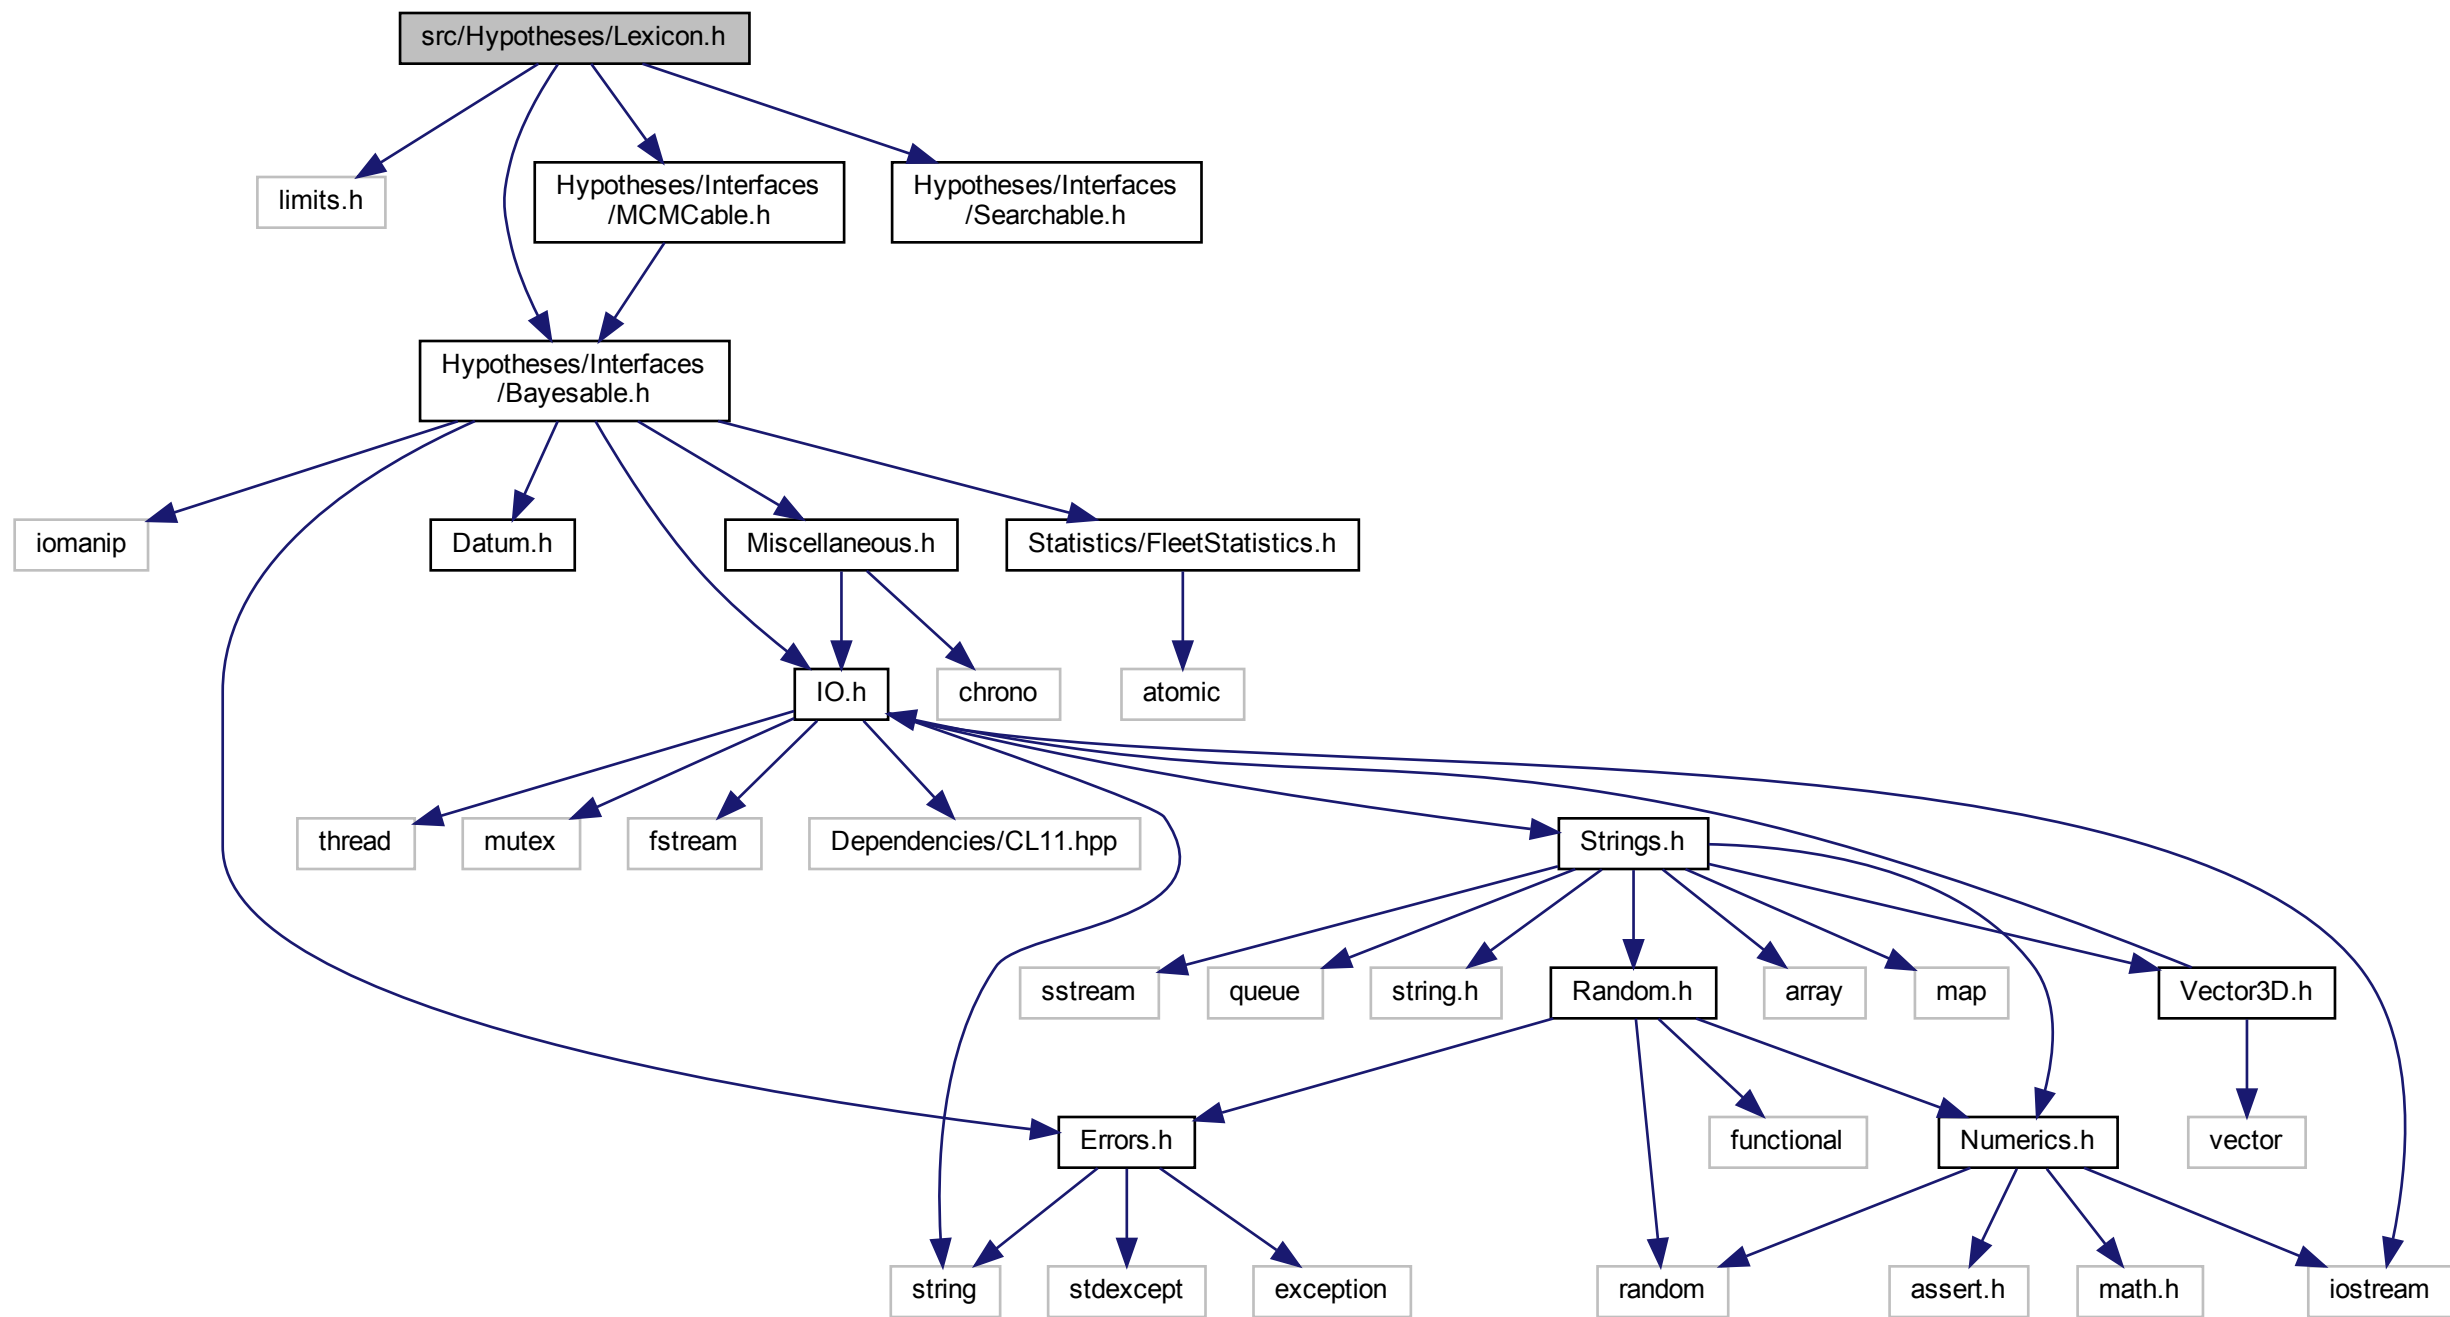 src/Hypotheses/Lexicon.h
limits.h
Hypotheses/Interfaces
/MCMCable.h
Hypotheses/Interfaces
/Searchable.h
Hypotheses/Interfaces
/Bayesable.h
iomanip
Datum.h
Miscellaneous.h
Statistics/FleetStatistics.h
IO.h
chrono
atomic
thread
mutex
fstream
Dependencies/CL11.hpp
Strings.h
sstream
queue
string.h
Random.h
array
map
Vector3D.h
Errors.h
functional
Numerics.h
vector
string
stdexcept
exception
random
assert.h
math.h
iostream